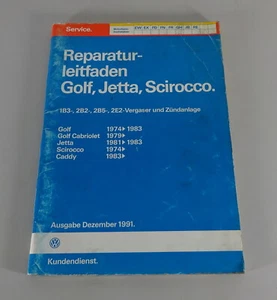 Service.
Reparatur-
leitfaden
Golf, Jetta, Scirocco.
1B3-, 2B2-, 2B5-, 2E2-Vergaser und Zündanlage
Golf 1974▶ 1983
Golf Cabriolet 1979▶
Jetta 1981▶ 1983
Scirocco 1974▶
Caddy 1983▶
Ausgabe Dezember 1991.
Kundendienst.